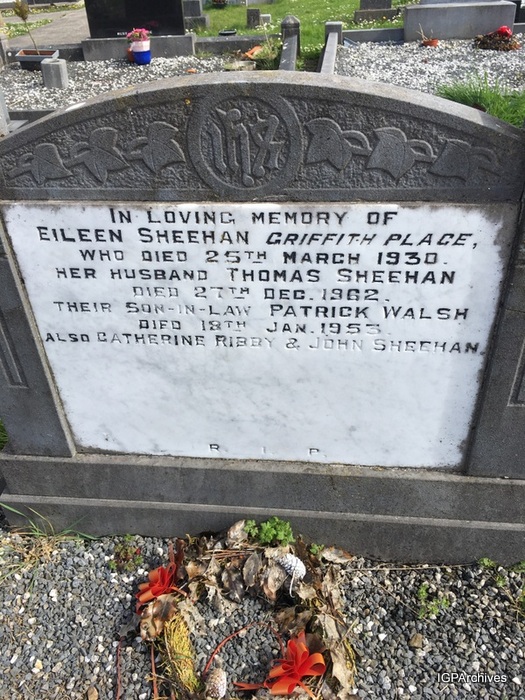 IHS
IN LOVING MEMORY OF
EILEEN SHEEHAN GRIFFITH PLACE,
WHO DIED 25TH MARCH 1930.
HER HUSBAND THOMAS SHEEHAN
DIED 27TH DEC. 1962.
THEIR SON-IN-LAW PATRICK WALSH
DIED 18TH JAN. 1953.
ALSO CATHERINE RIBBY & JOHN SHEEHAN
R. I. P.
IGPArchives